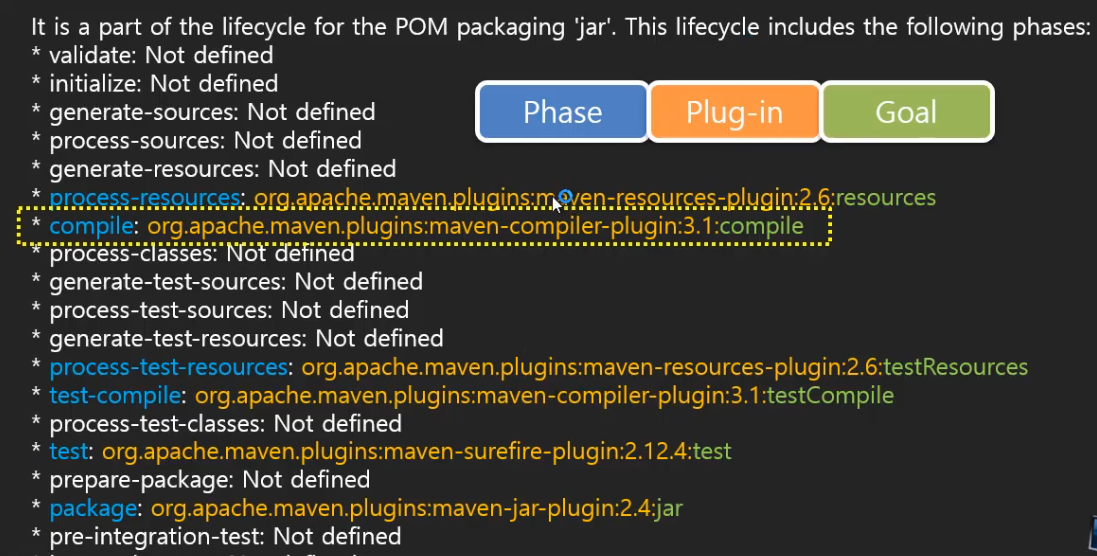 It is a part of the lifecycle for the POM packaging 'jar'. This lifecycle includes the following phases:
* validate: Not defined
* initialize: Not defined
* generate-sources: Not defined
* process-sources: Not defined
* generate-resources: Not defined
Phase Plug-in Goal
* process-resources: org.apache.maven.plugins:maven-resources-plugin:2.6:resources
* compile: org.apache.maven.plugins:maven-compiler-plugin:3.1:compile
* process-classes: Not defined
* generate-test-sources: Not defined
* process-test-sources: Not defined
* generate-test-resources: Not defined
* process-test-resources: org.apache.maven.plugins:maven-resources-plugin:2.6:testResources
* test-compile: org.apache.maven.plugins:maven-compiler-plugin:3.1:testCompile
* process-test-classes: Not defined
* test: org.apache.maven.plugins:maven-surefire-plugin:2.12.4:test
* prepare-package: Not defined
* package: org.apache.maven.plugins:maven-jar-plugin:2.4:jar
* pre-integration-test: Not defined